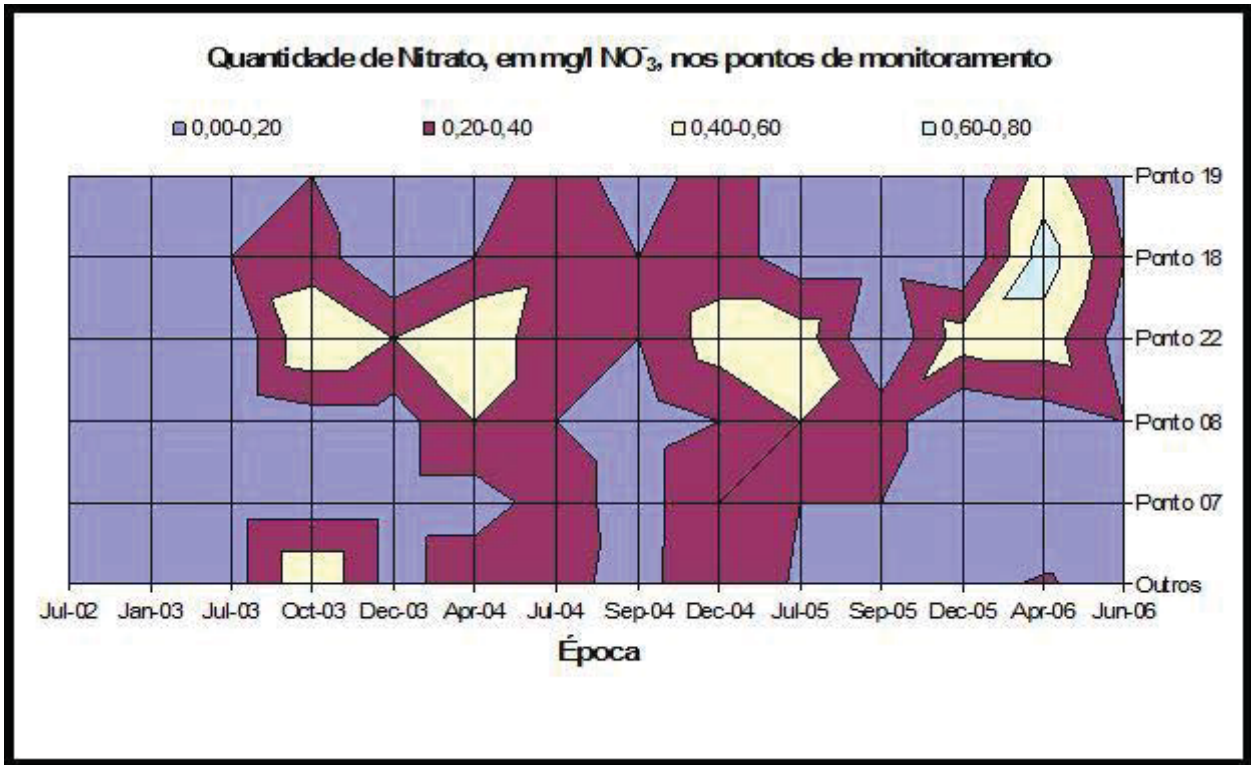 Quantidade de Nitrato, em mg/l NO⁻₃, nos pontos de monitoramento
0,00-0,20 0,20-0,40 0,40-0,60 0,60-0,80
Ponto 19
Ponto 18
Ponto 22
Ponto 08
Ponto 07
Outros
Jul-02 Jan-03 Jul-03 Oct-03 Dec-03 Apr-04 Jul-04 Sep-04 Dec-04 Jul-05 Sep-05 Dec-05 Apr-06 Jun-06
Época